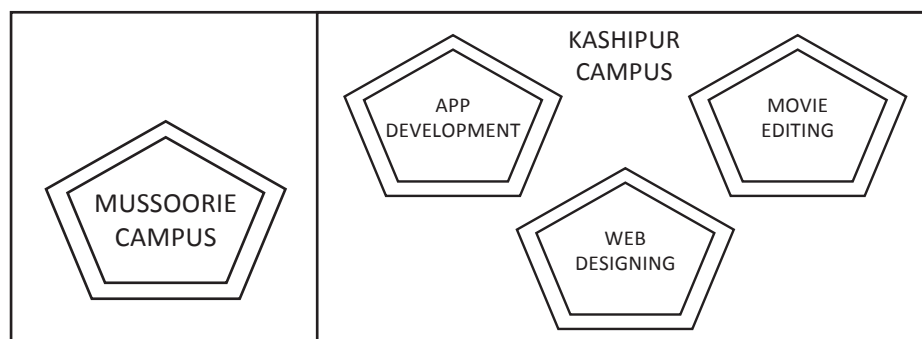 MUSSOORIE
CAMPUS
KASHIPUR
CAMPUS
APP
DEVELOPMENT
MOVIE
EDITING
WEB
DESIGNING